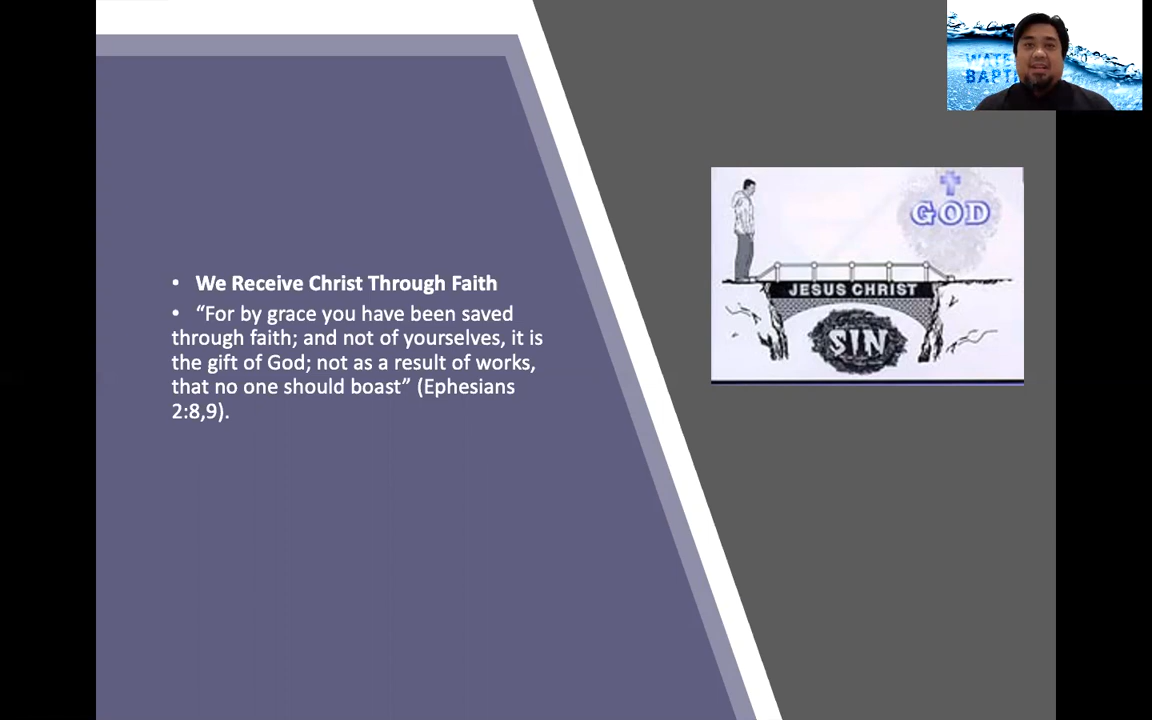 • We Receive Christ Through Faith
• “For by grace you have been saved
through faith; and not of yourselves, it is
the gift of God; not as a result of works,
that no one should boast” (Ephesians
2:8,9).
GOD
JESUS CHRIST
SIN